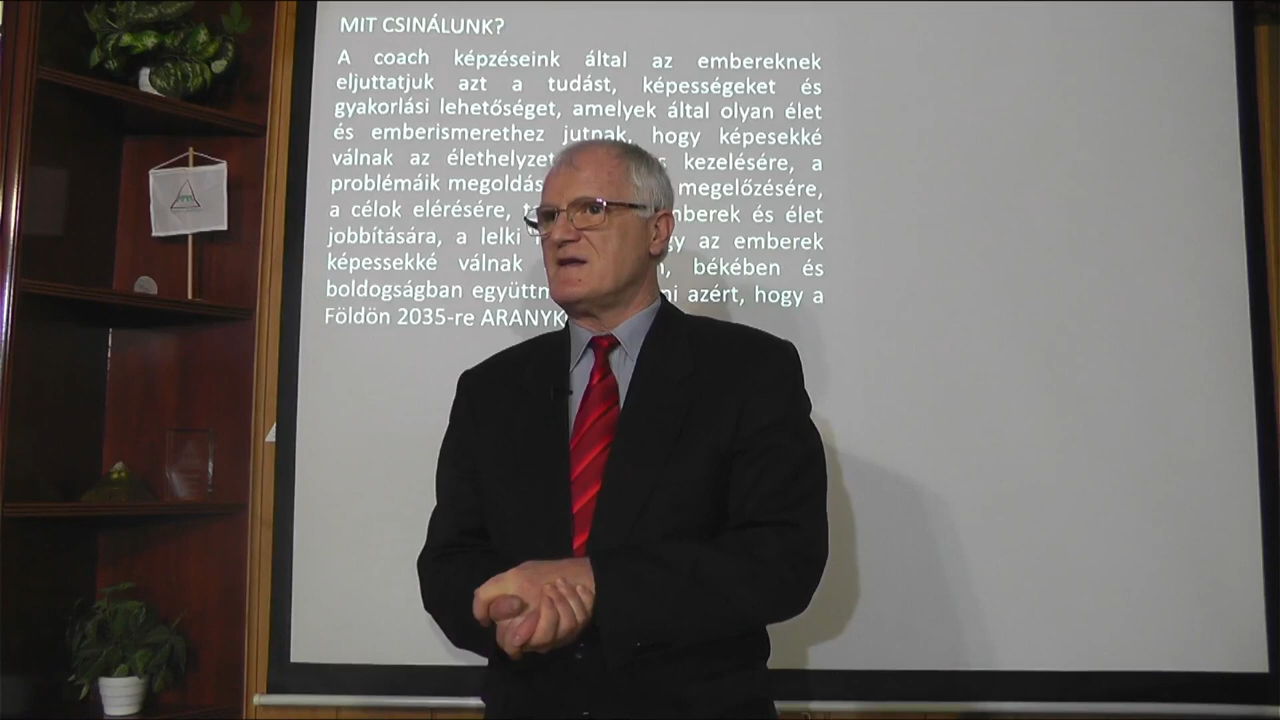 MIT CSINÁLUNK?
A coach képzéseink által az embereknek
eljuttatjuk azt a tudást, képességeket és
gyakorlási lehetőséget, amelyek által olyan élet
és emberismerethez jutnak, hogy képesekké
válnak az élethelyzet kezelésére, a
problémáik megoldás megelőzésére,
a célok elérésére, emberek és élet
jobbítására, a lelki az emberek
képessekké válnak békében és
boldogságban azért, hogy a
Földön 2035-re ARANYK